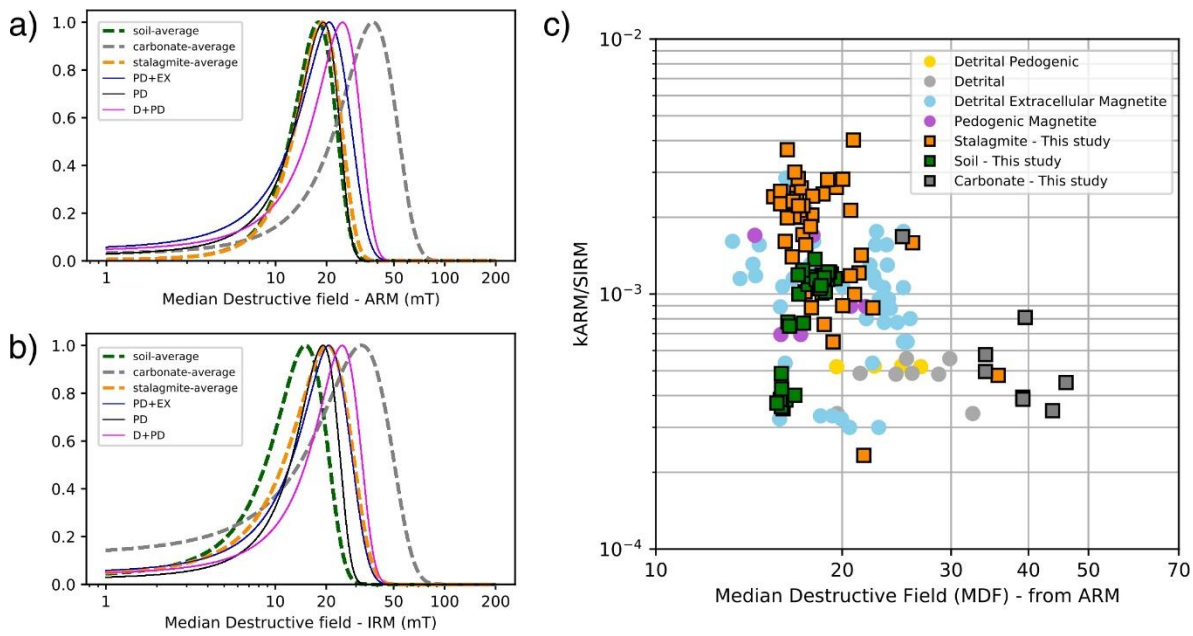 a)
1.0
0.8
0.6
0.4
0.2
0.0
soil-average
carbonate-average
stalagmite-average
PD+EX
PD
D+PD
1 10 20 50 100 200
Median Destructive field - ARM (mT)
b)
1.0
0.8
0.6
0.4
0.2
0.0
soil-average
carbonate-average
stalagmite-average
PD+EX
PD
D+PD
1 10 20 50 100 200
Median Destructive field - IRM (mT)
c)
kARM/SIRM
10⁻²
10⁻³
10⁻⁴
Detrital Pedogenic
Detrital
Detrital Extracellular Magnetite
Pedogenic Magnetite
Stalagmite - This study
Soil - This study
Carbonate - This study
10 20 30 40 50 70
Median Destructive Field (MDF) - from ARM